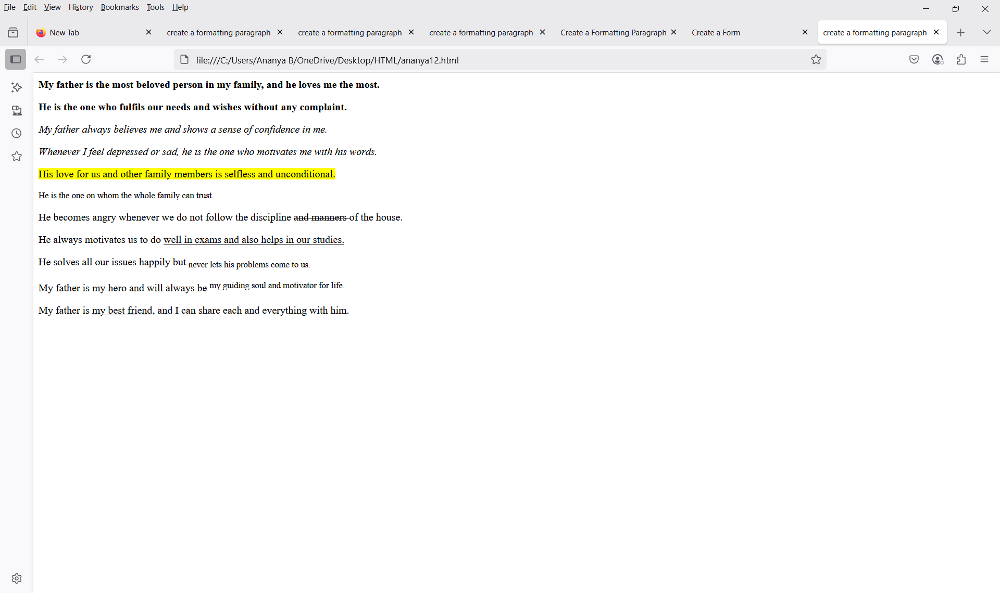 File Edit View History Bookmarks Tools Help
New Tab create a formatting paragraph create a formatting paragraph create a formatting paragraph Create a Formatting Paragraph Create a Form create a formatting paragraph
file:///C:/Users/Ananya B/OneDrive/Desktop/HTML/ananya12.html
My father is the most beloved person in my family, and he loves me the most.
He is the one who fulfils our needs and wishes without any complaint.
My father always believes me and shows a sense of confidence in me.
Whenever I feel depressed or sad, he is the one who motivates me with his words.
His love for us and other family members is selfless and unconditional.
He is the one on whom the whole family can trust.
He becomes angry whenever we do not follow the discipline and manners of the house.
He always motivates us to do well in exams and also helps in our studies.
He solves all our issues happily but never lets his problems come to us.
My father is my hero and will always be my guiding soul and motivator for life.
My father is my best friend, and I can share each and everything with him.